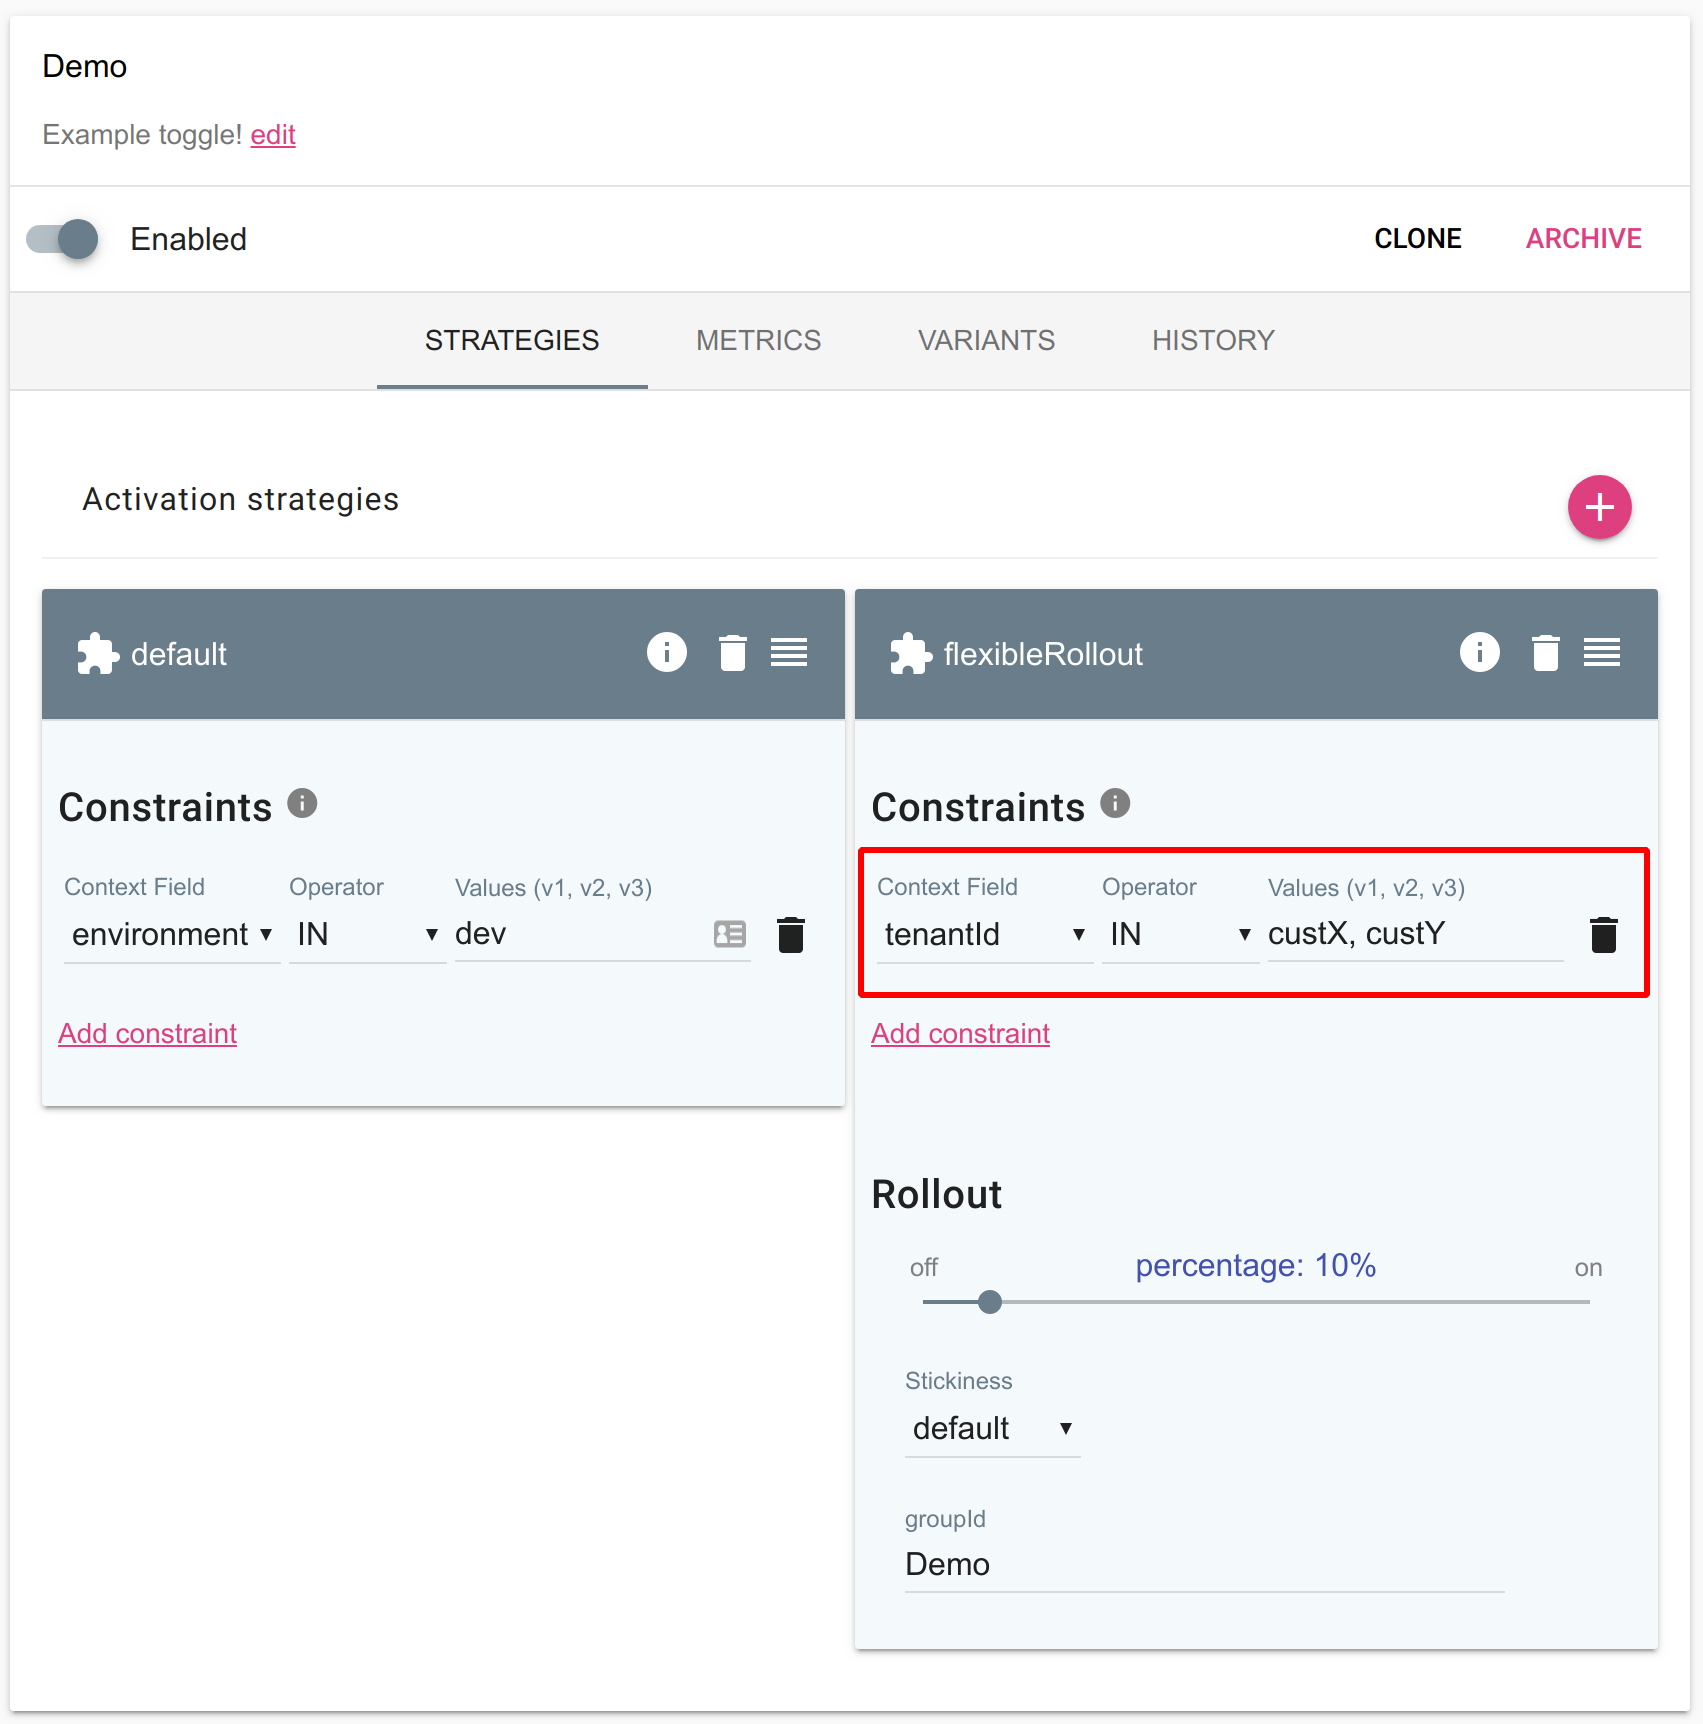 Demo
Example toggle! edit
Enabled
CLONE ARCHIVE
STRATEGIES METRICS VARIANTS HISTORY
Activation strategies
default
Constraints
Context Field Operator Values (v1, v2, v3)
environment IN dev
Add constraint
flexibleRollout
Constraints
Context Field Operator Values (v1, v2, v3)
tenantId IN custX, custY
Add constraint
Rollout
off percentage: 10% on
Stickiness
default
groupId
Demo